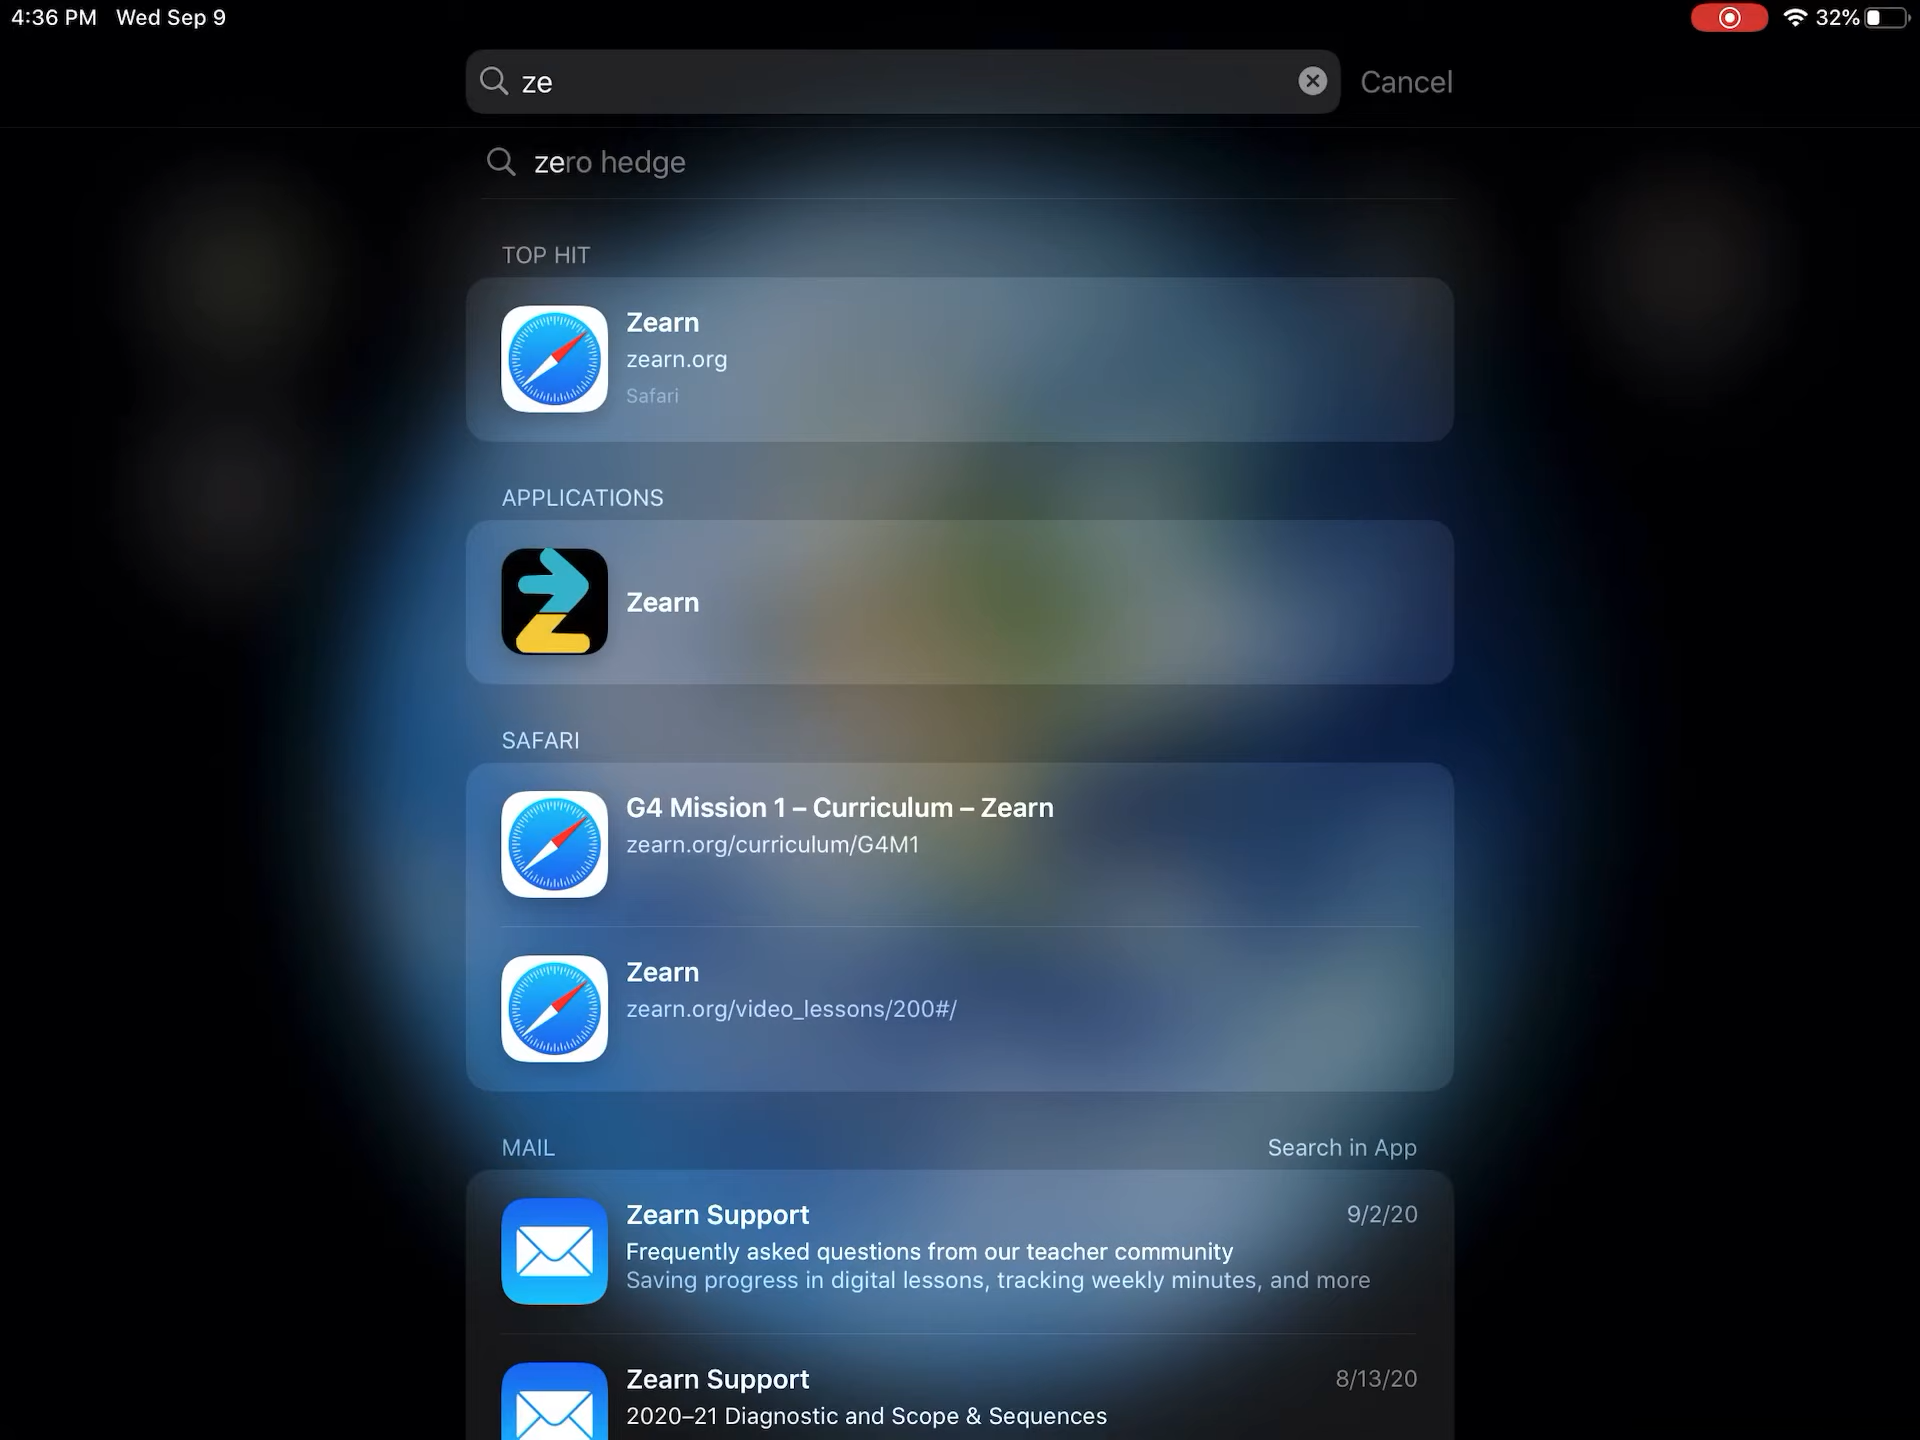 4:36 PM Wed Sep 9
32%
ze
Cancel
zero hedge
TOP HIT
Zearn
zearn.org
Safari
APPLICATIONS
Zearn
SAFARI
G4 Mission 1 – Curriculum – Zearn
zearn.org/curriculum/G4M1
Zearn
zearn.org/video_lessons/200#/
MAIL
Search in App
Zearn Support
9/2/20
Frequently asked questions from our teacher community
Saving progress in digital lessons, tracking weekly minutes, and more
Zearn Support
8/13/20
2020–21 Diagnostic and Scope & Sequences